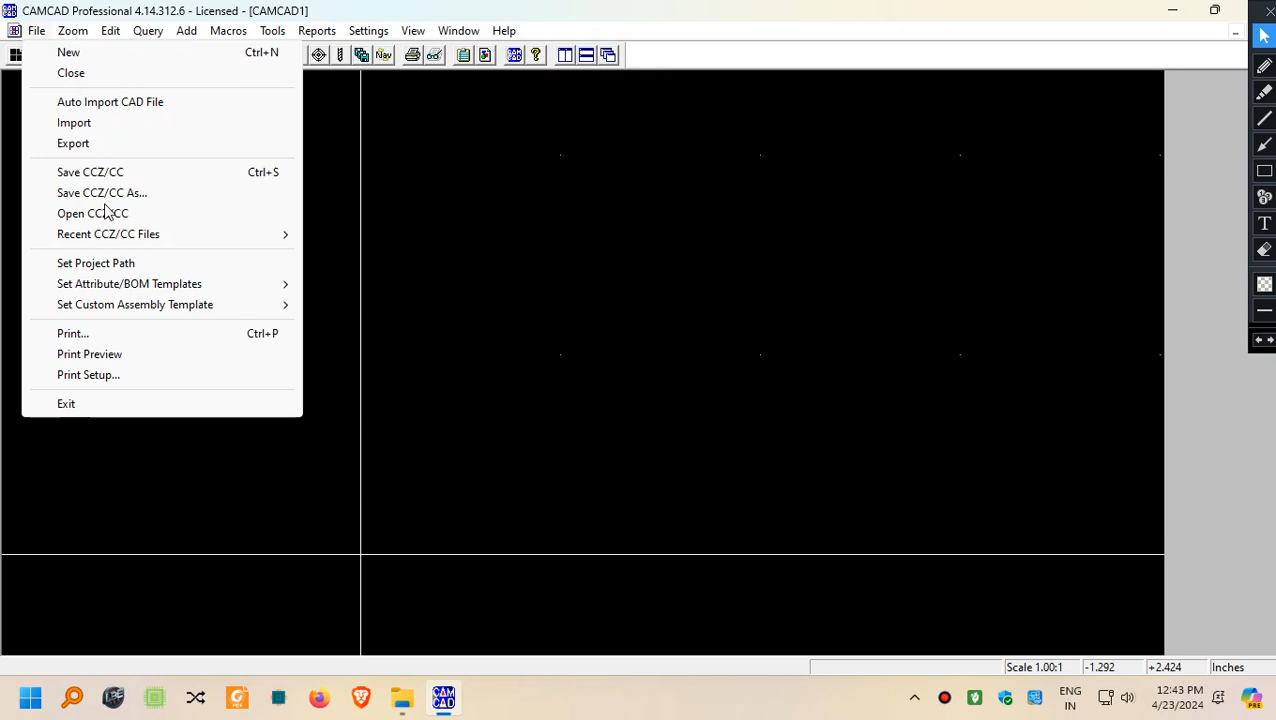 CAMCAD Professional 4.14.312.6 - Licensed - [CAMCAD1]
File Zoom Edit Query Add Macros Tools Reports Settings View Window Help
Nav
New Ctrl+N
Close
Auto Import CAD File
Import
Export
Save CCZ/CC Ctrl+S
Save CCZ/CC As...
Open CCZ/CC
Recent CCZ/CC Files
Set Project Path
Set Attribute/BOM Templates
Set Custom Assembly Template
Print... Ctrl+P
Print Preview
Print Setup...
Exit
Scale 1.00:1 -1.292 +2.424 Inches
CAM
CAD
ENG
IN
12:43 PM
4/23/2024
PRE